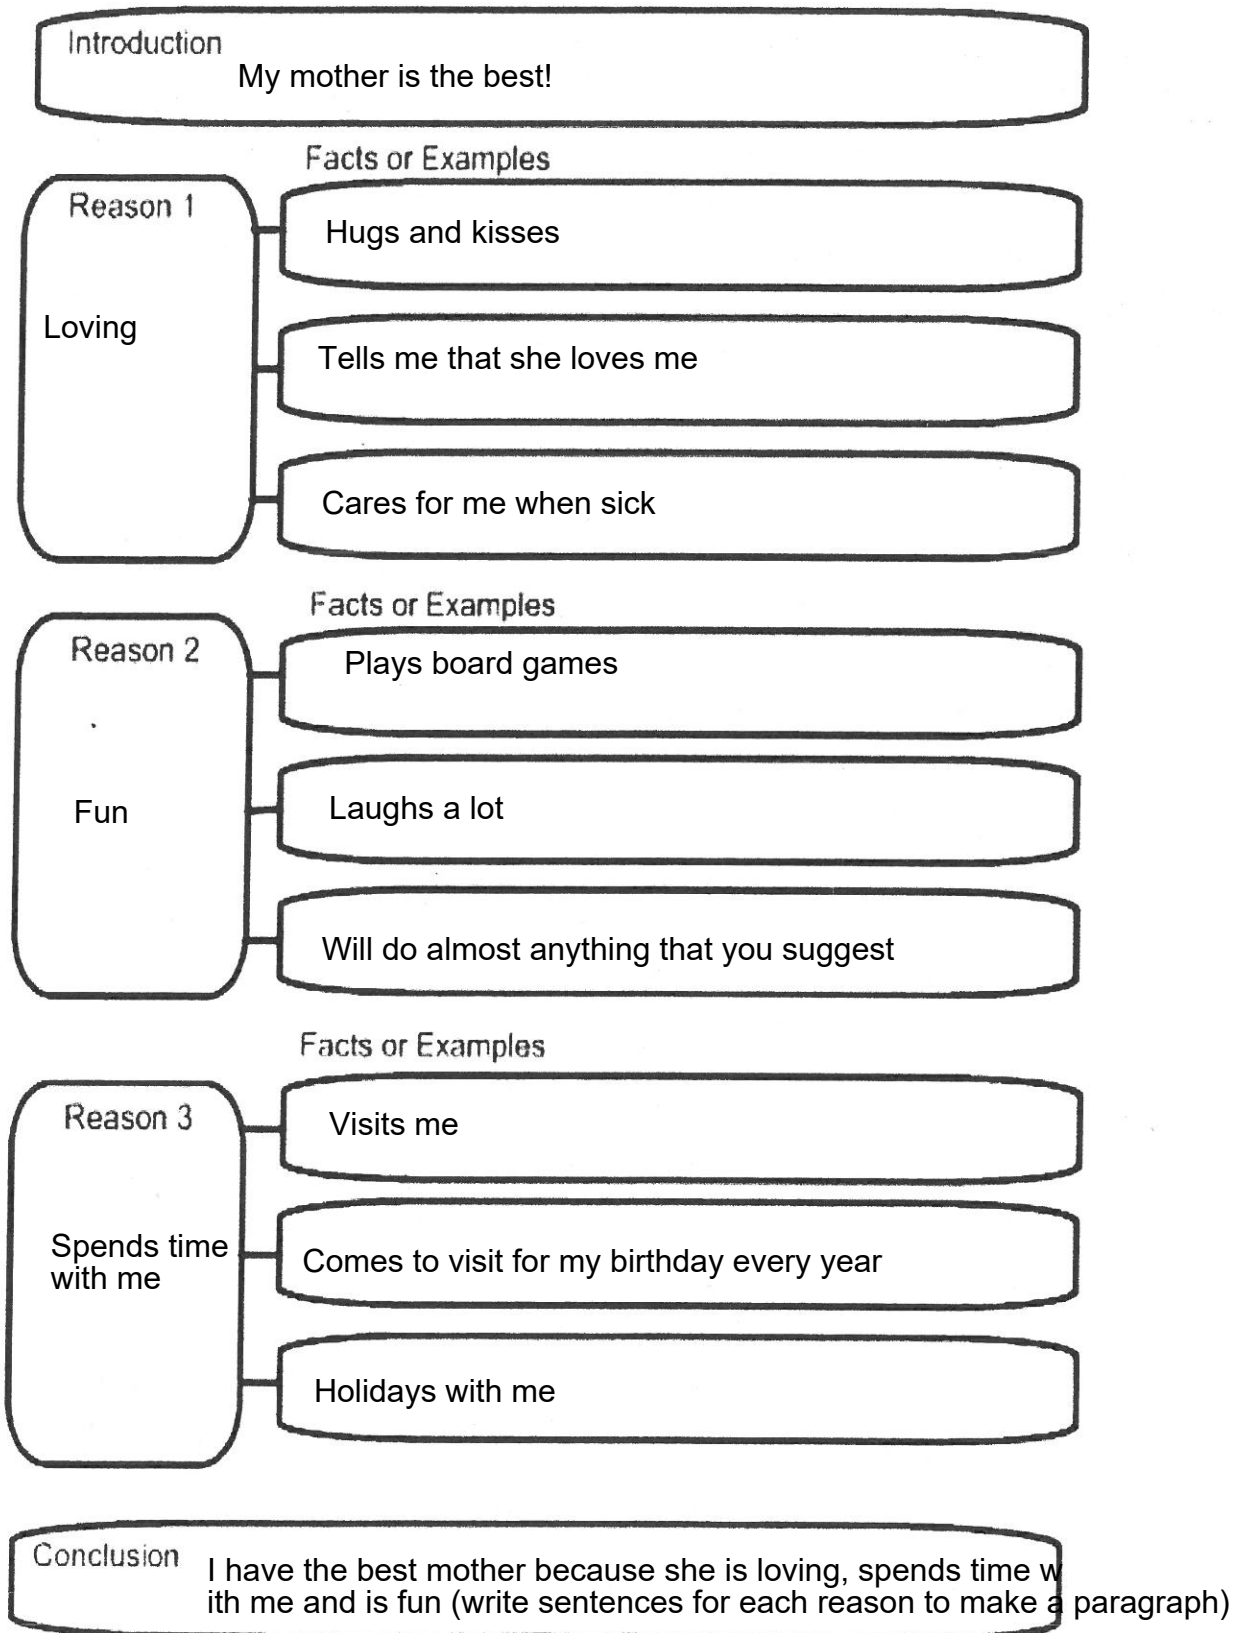 Introduction
My mother is the best!
Facts or Examples
Reason 1
Hugs and kisses
Loving
Tells me that she loves me
Cares for me when sick
Facts or Examples
Reason 2
Plays board games
Fun
Laughs a lot
Will do almost anything that you suggest
Facts or Examples
Reason 3
Visits me
Spends time
with me
Comes to visit for my birthday every year
Holidays with me
Conclusion
I have the best mother because she is loving, spends time w
ith me and is fun (write sentences for each reason to make a paragraph)